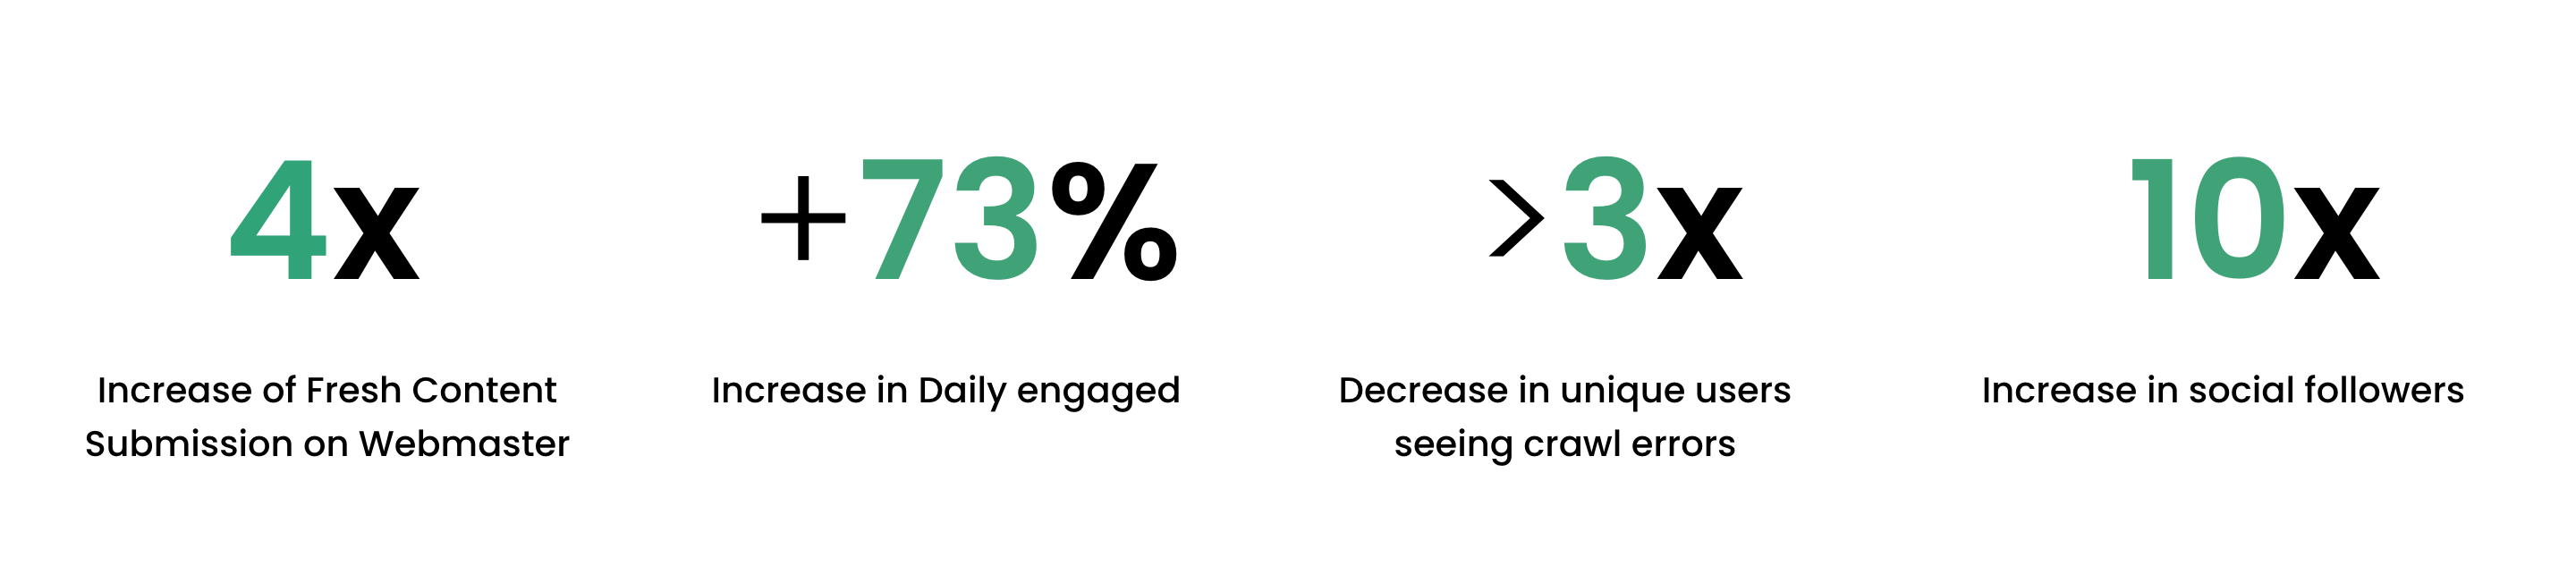 4x
+73%
>3x
10x
Increase of Fresh Content
Submission on Webmaster
Increase in Daily engaged
Decrease in unique users
seeing crawl errors
Increase in social followers